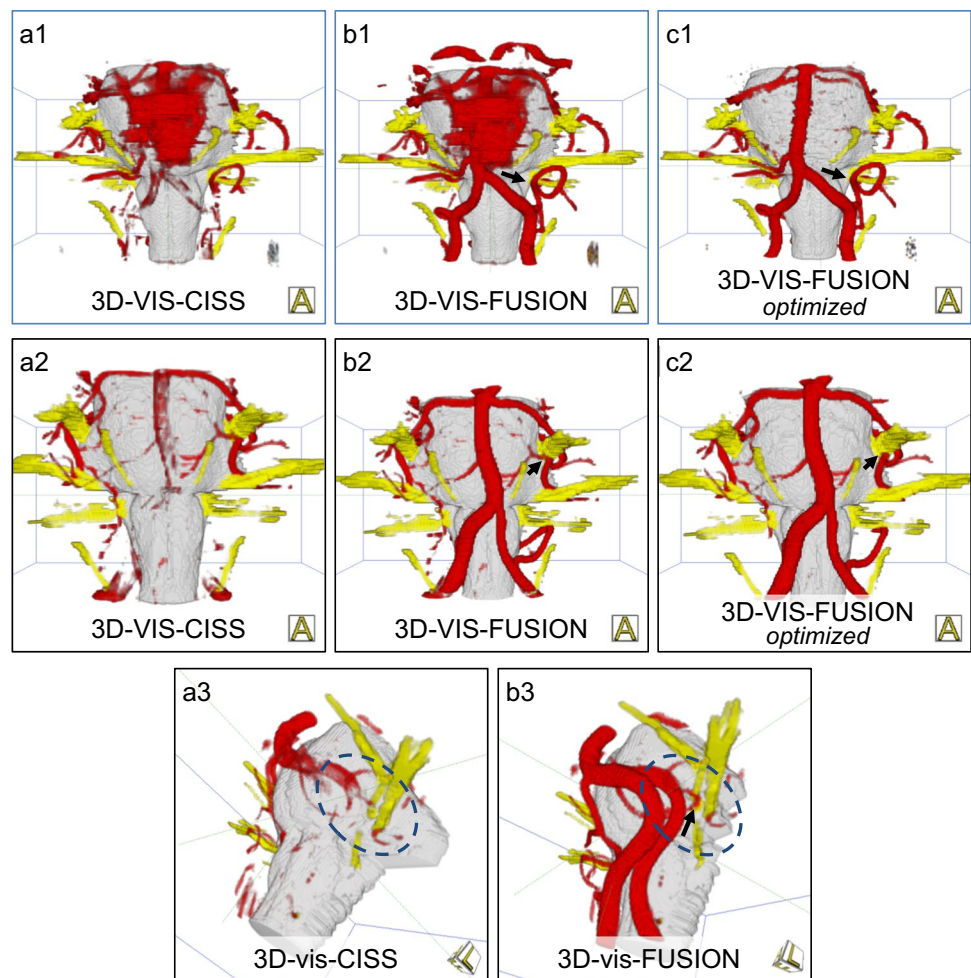 a1
b1
c1
3D-VIS-CISS
A
3D-VIS-FUSION
A
3D-VIS-FUSION
optimized
A
a2
b2
c2
3D-VIS-CISS
A
3D-VIS-FUSION
A
3D-VIS-FUSION
optimized
A
a3
b3
3D-vis-CISS
L
3D-vis-FUSION
L